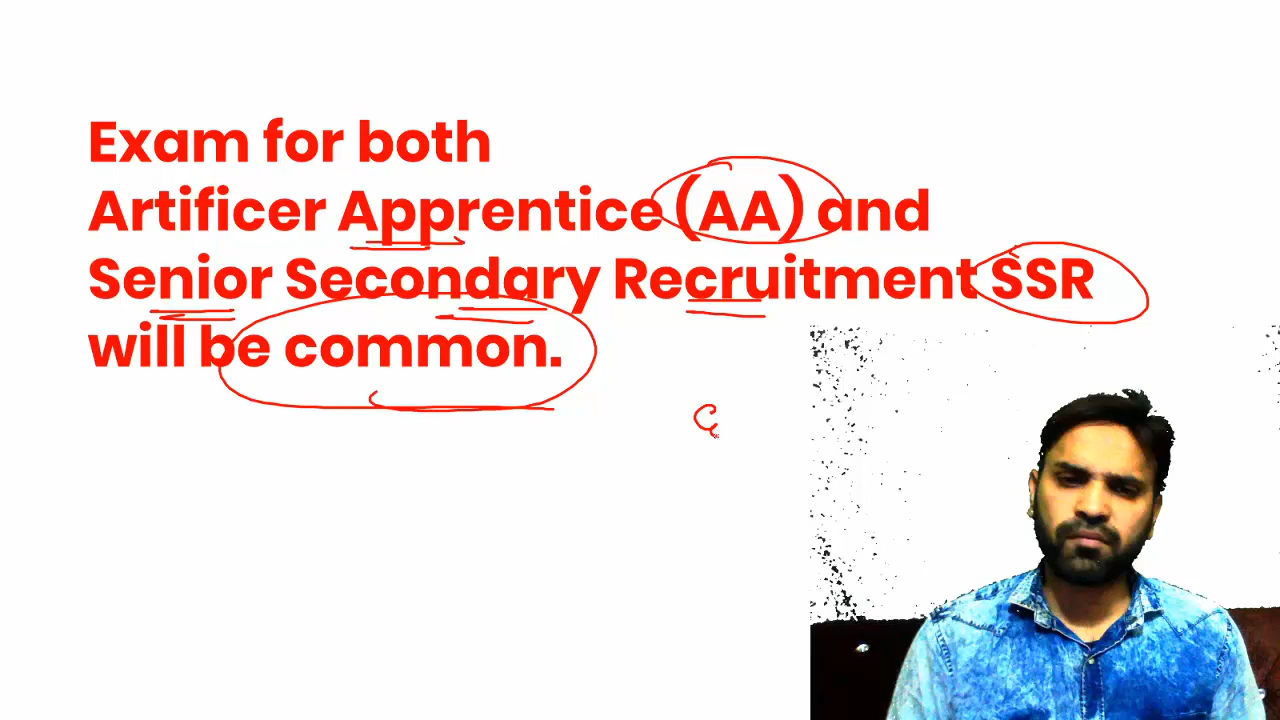 Exam for both
Artificer Apprentice (AA) and
Senior Secondary Recruitment SSR
will be common.